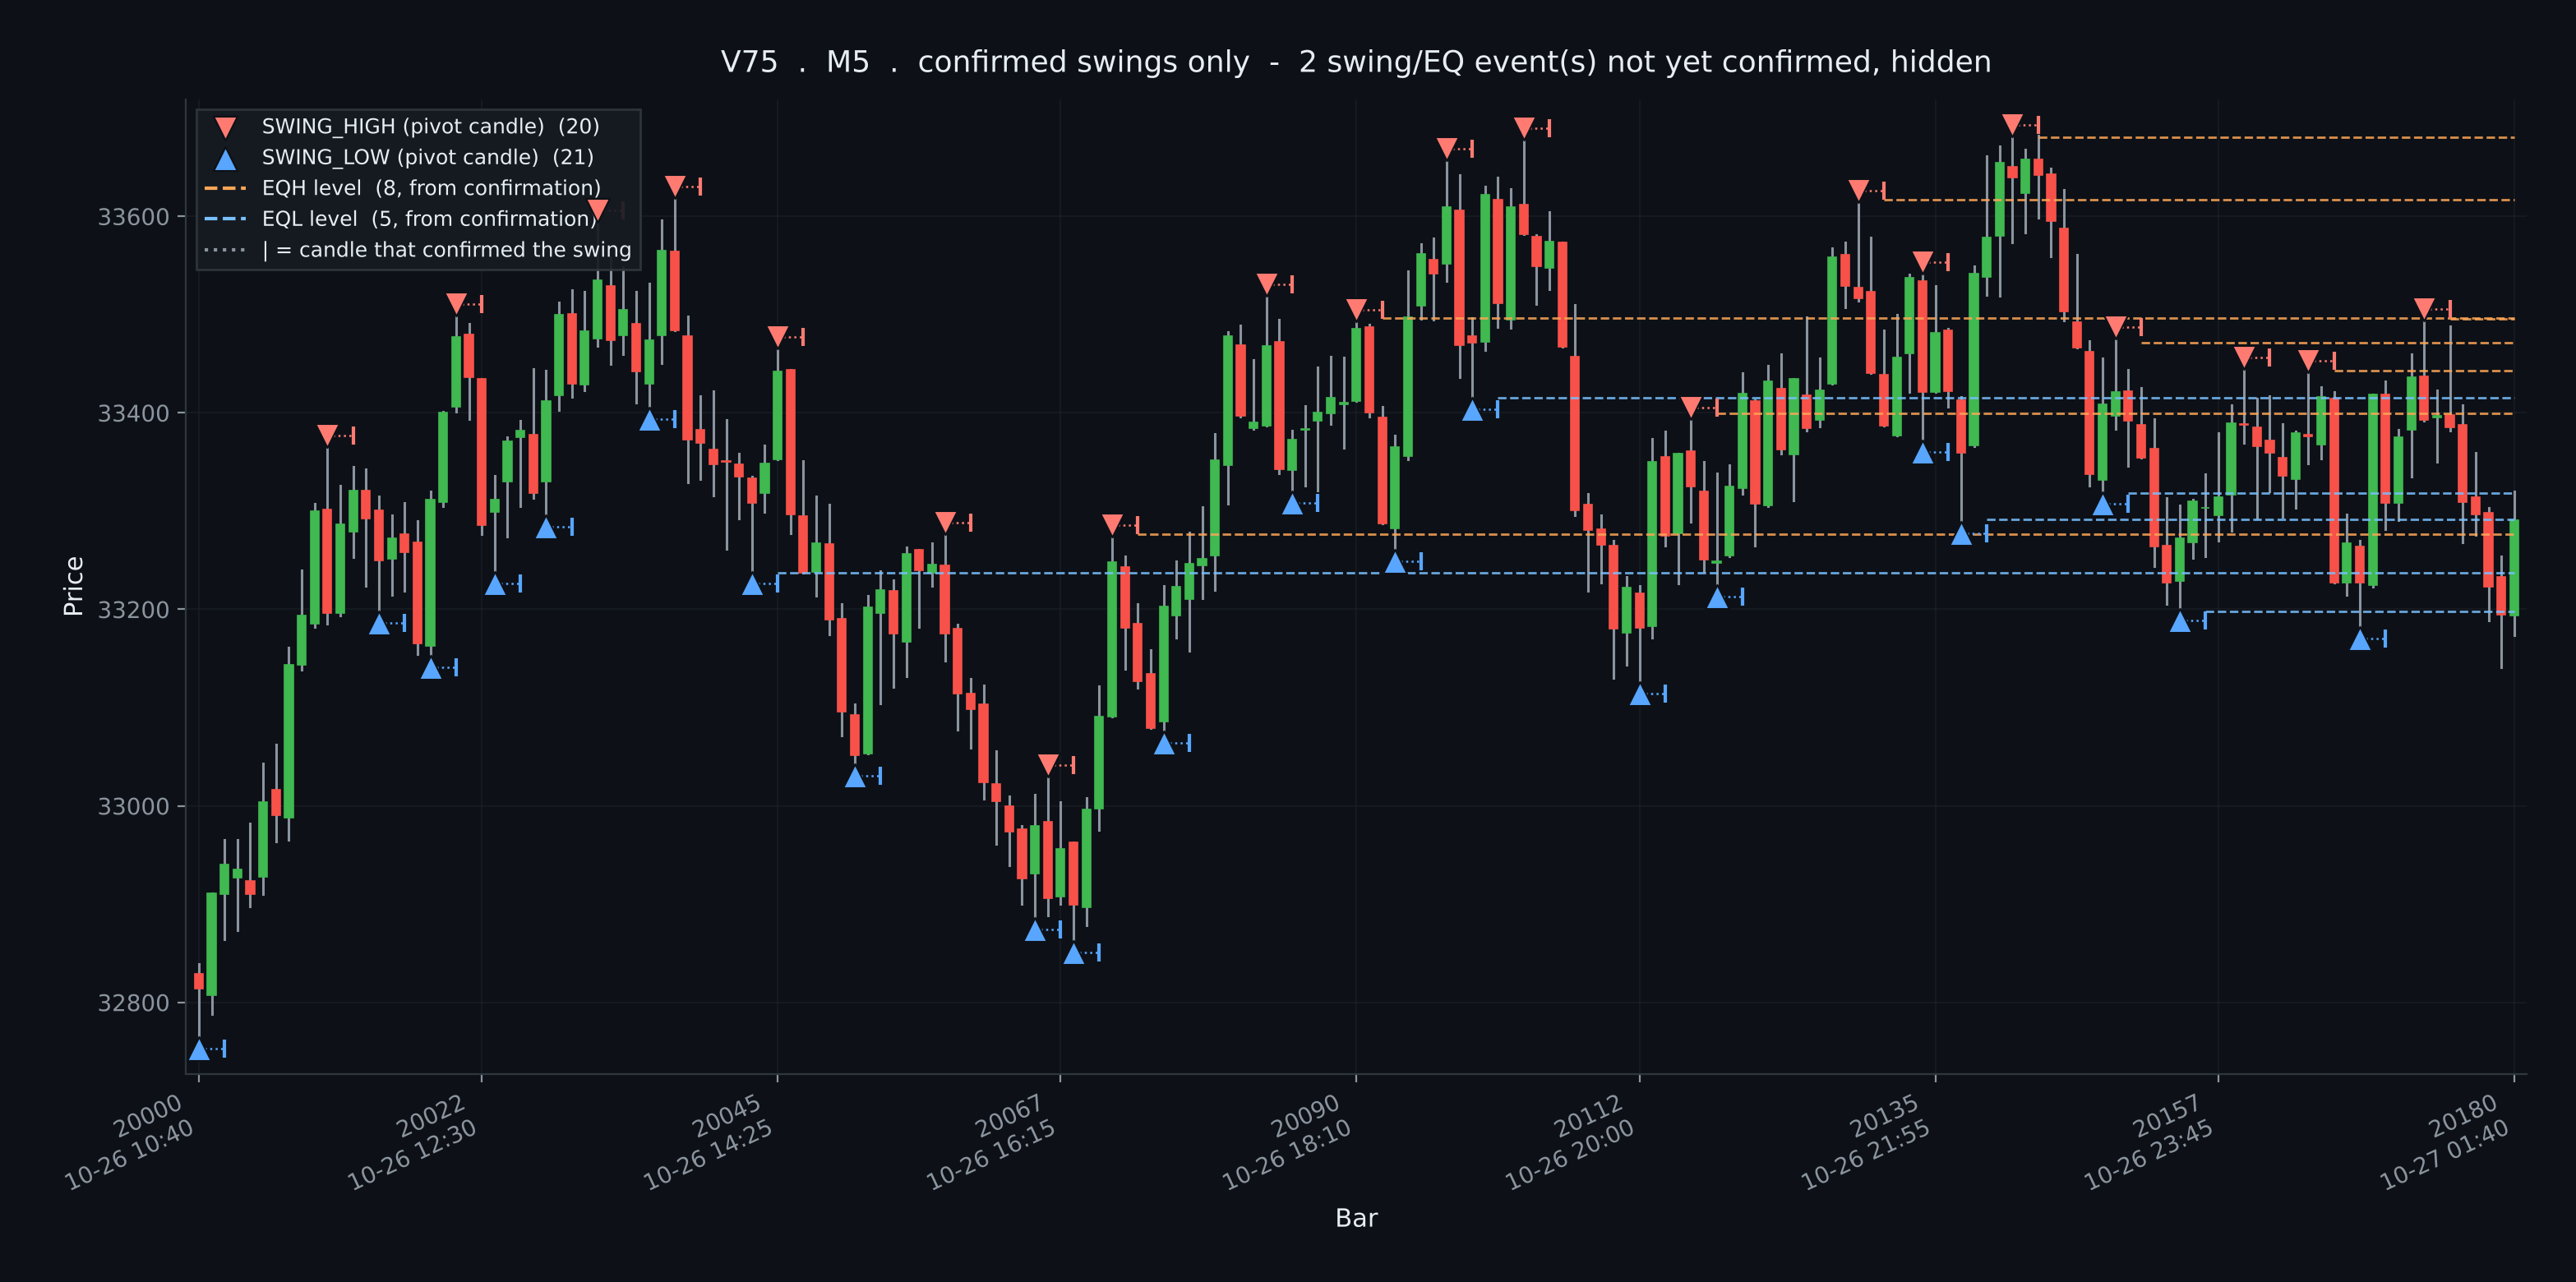 V75 . M5 . confirmed swings only - 2 swing/EQ event(s) not yet confirmed, hidden
SWING_HIGH (pivot candle) (20)
SWING_LOW (pivot candle) (21)
EQH level (8, from confirmation)
EQL level (5, from confirmation)
| = candle that confirmed the swing
Price
33600
33400
33200
33000
32800
20000
10-26 10:40
20022
10-26 12:30
20045
10-26 14:25
20067
10-26 16:15
20090
10-26 18:10
20112
10-26 20:00
20135
10-26 21:55
20157
10-26 23:45
20180
10-27 01:40
Bar